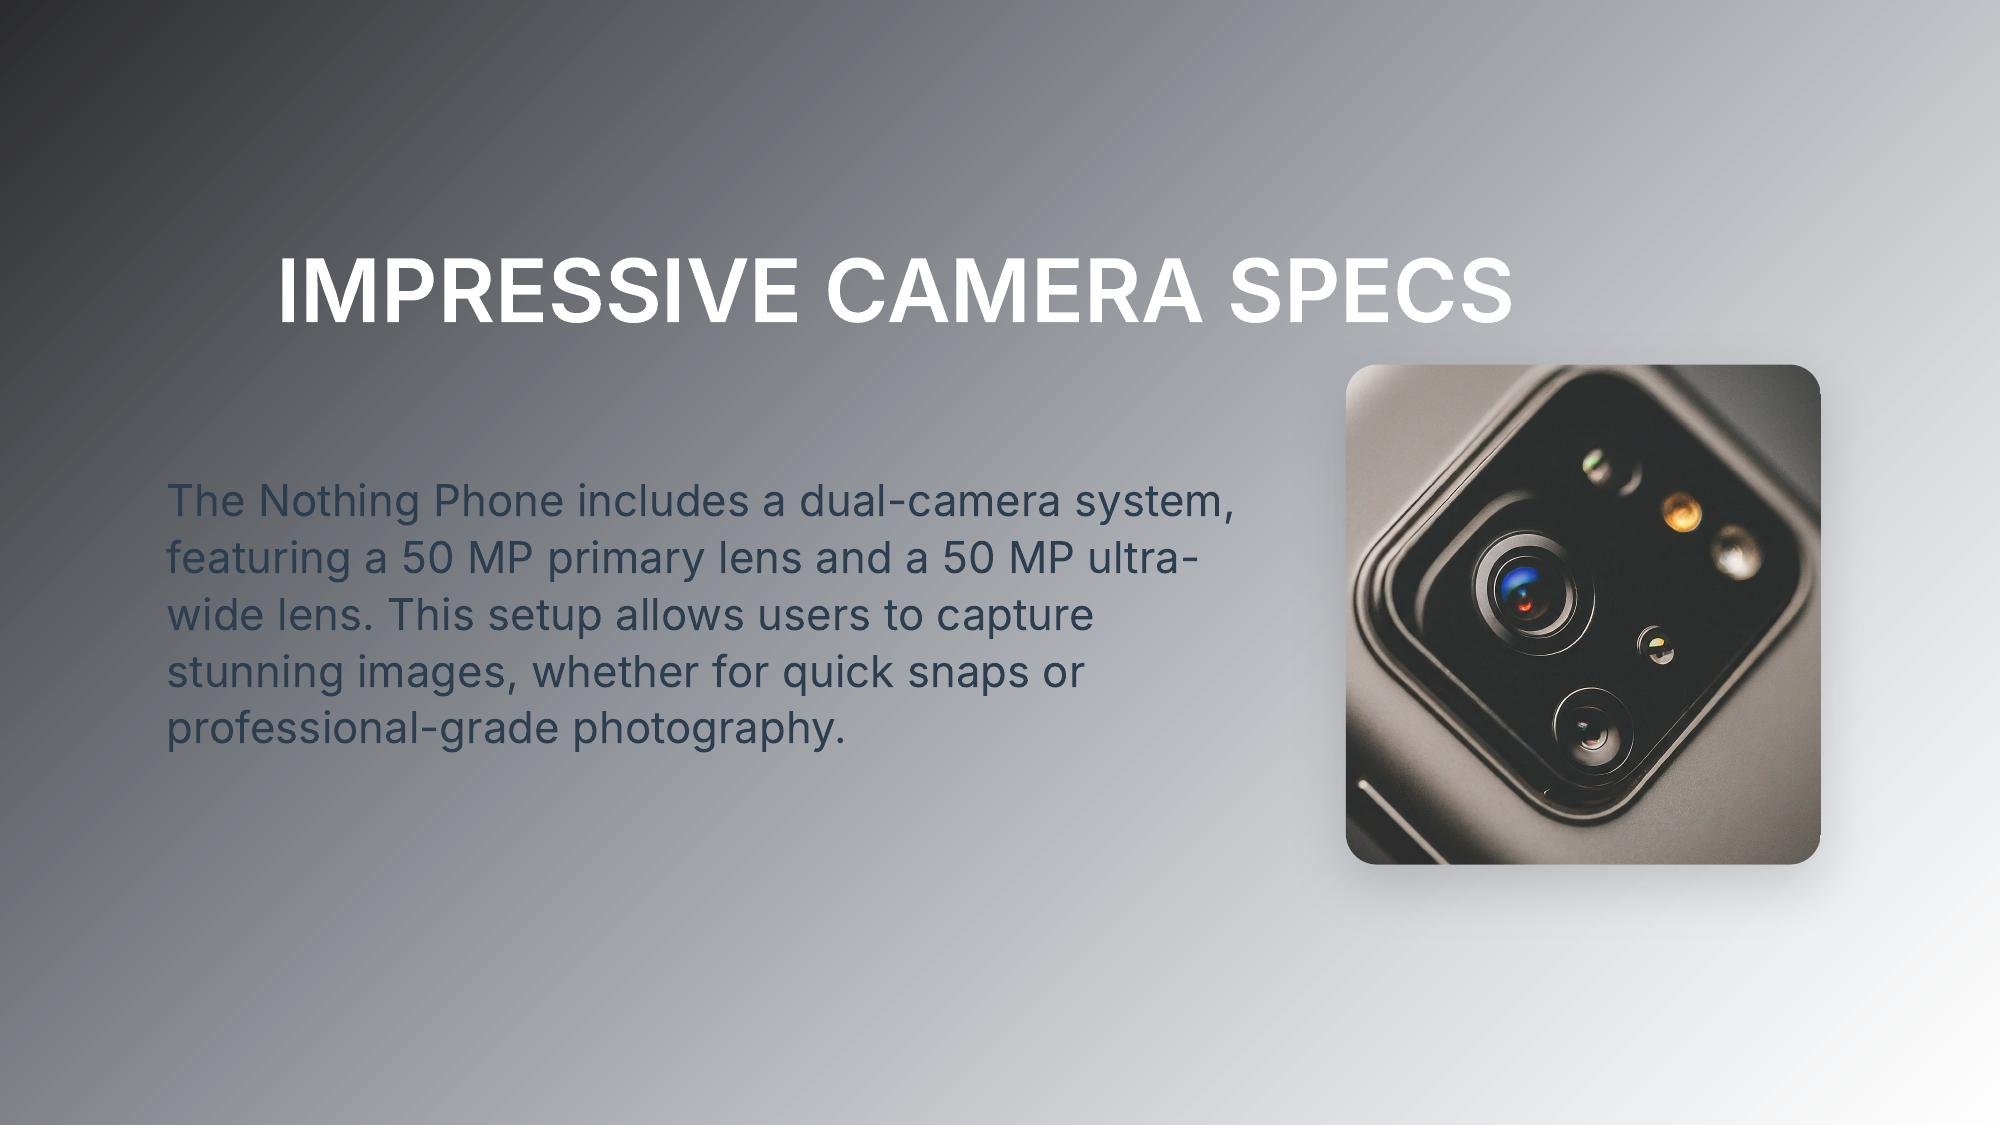 IMPRESSIVE CAMERA SPECS
The Nothing Phone includes a dual-camera system,
featuring a 50 MP primary lens and a 50 MP ultra-
wide lens. This setup allows users to capture
stunning images, whether for quick snaps or
professional-grade photography.